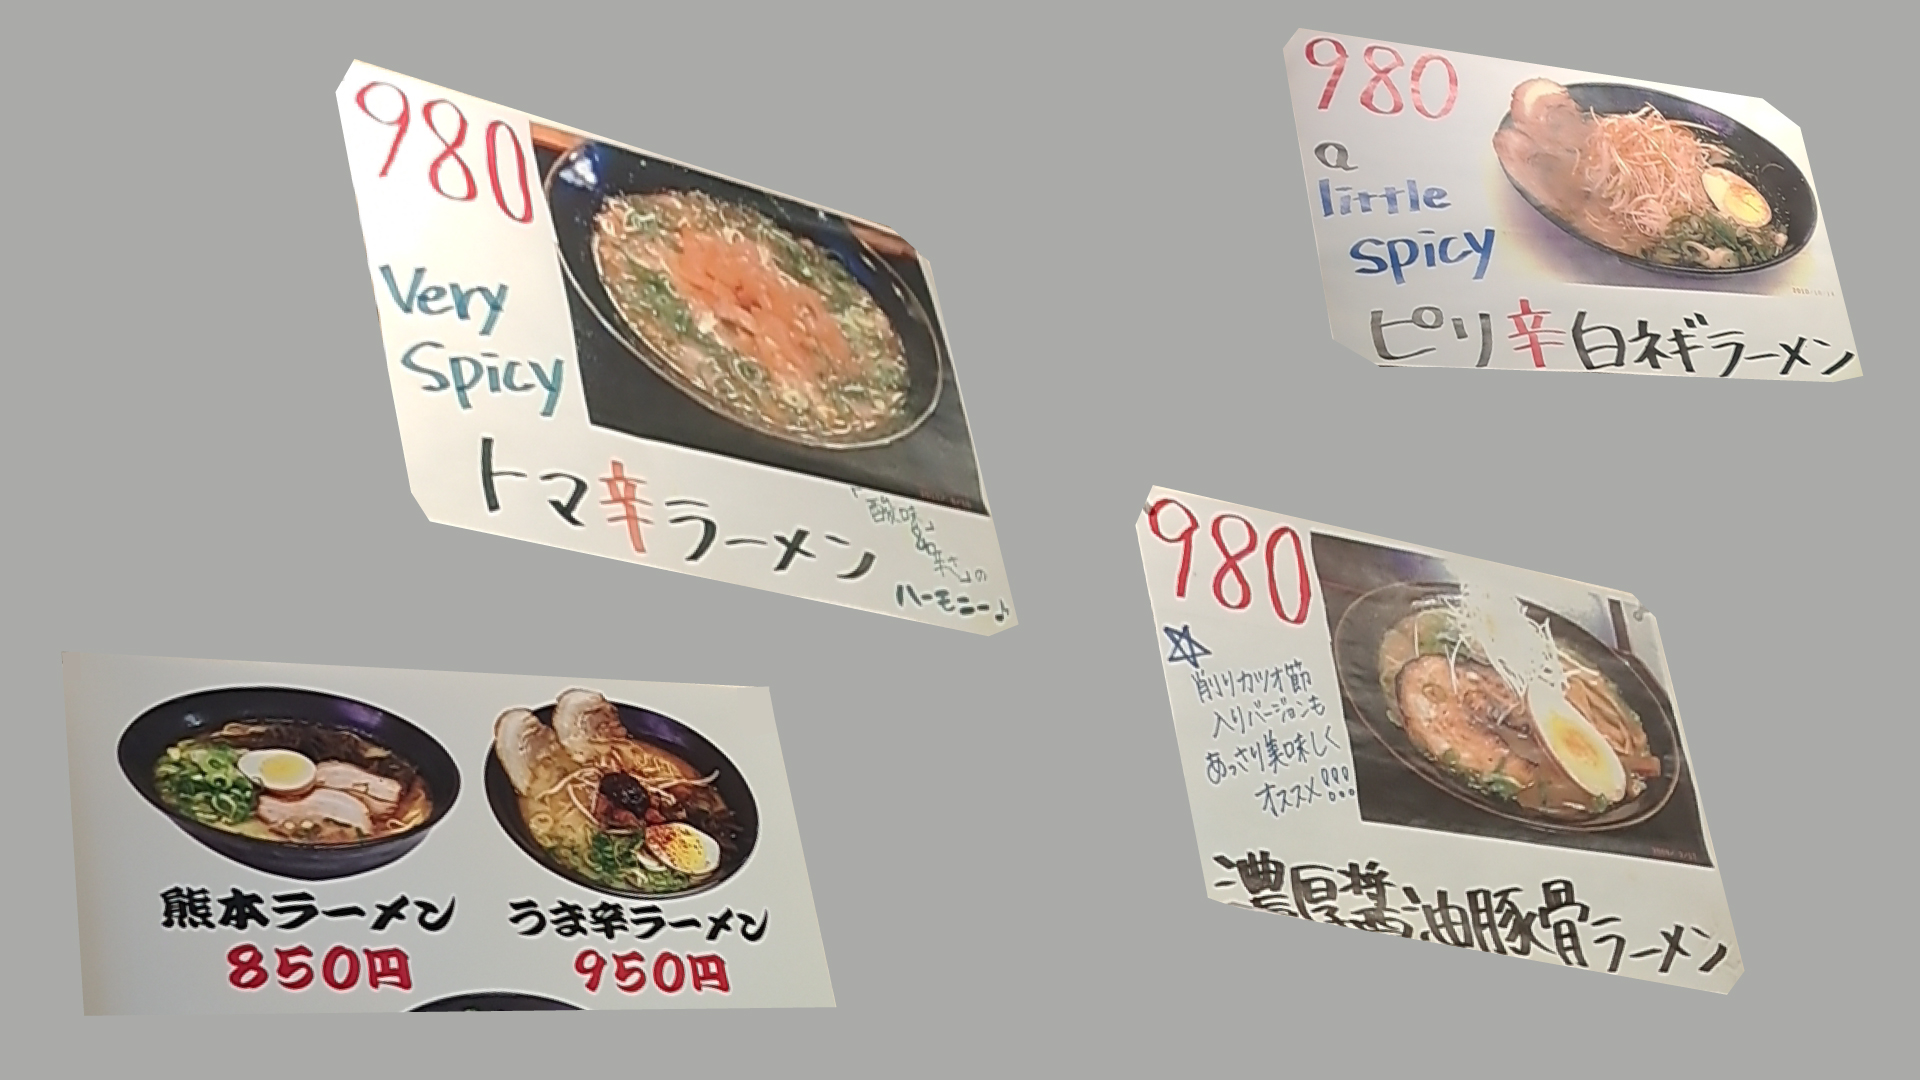 980
Very
Spicy
トマ辛ラーメン
「酸味」
&
「辛さ」の
ハーモニー♪
980
a
little
spicy
ピリ辛白ネギラーメン
熊本ラーメン
850円
うま辛ラーメン
950円
980
☆
削りカツオ節
入りバージョンも
あっさり美味しく
オススメ!!!
濃厚醤油豚骨ラーメン